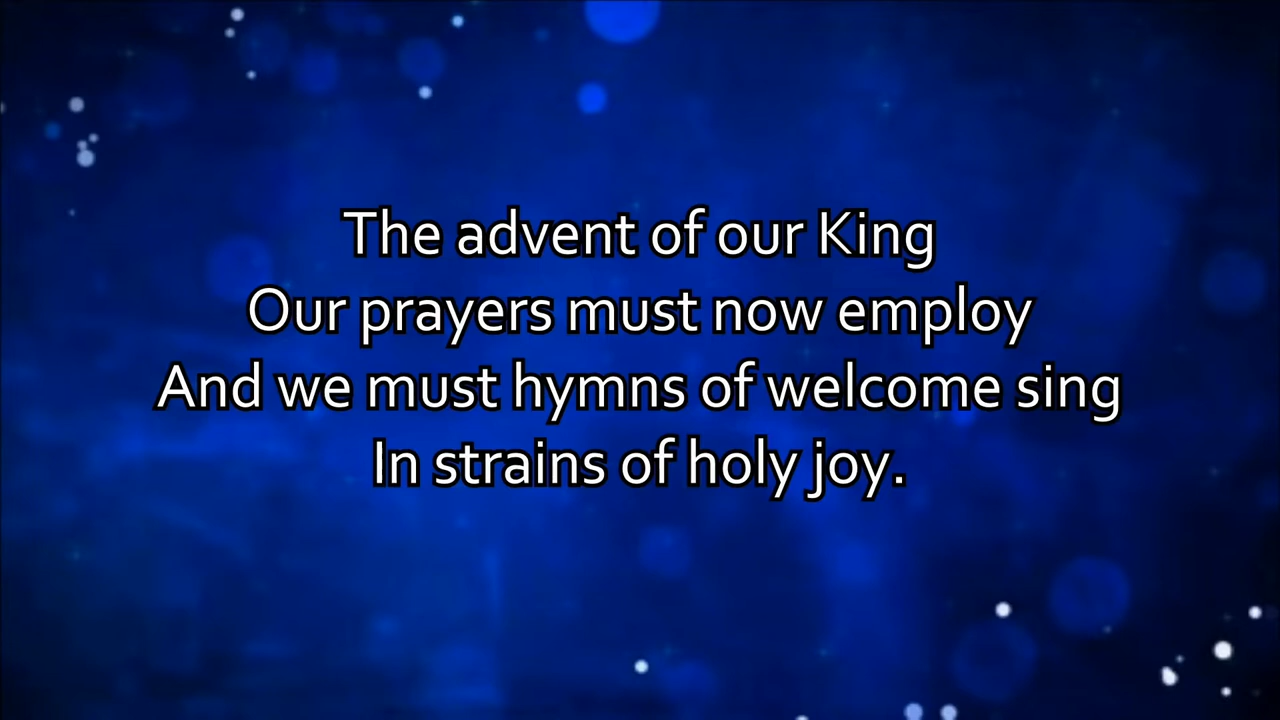 The advent of our King
Our prayers must now employ
And we must hymns of welcome sing
In strains of holy joy.